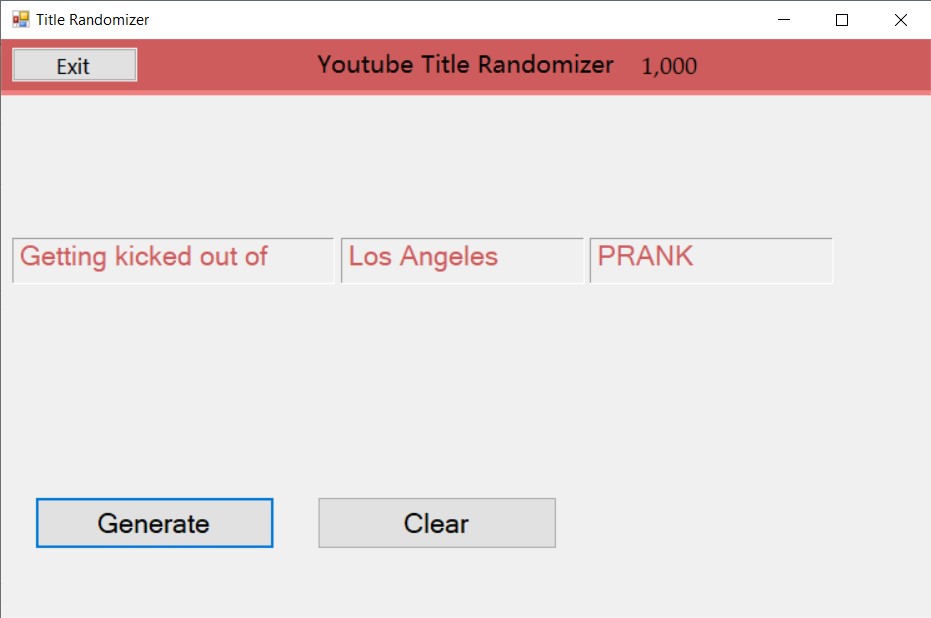 Title Randomizer
Exit Youtube Title Randomizer 1,000
Getting kicked out of Los Angeles PRANK
Generate Clear